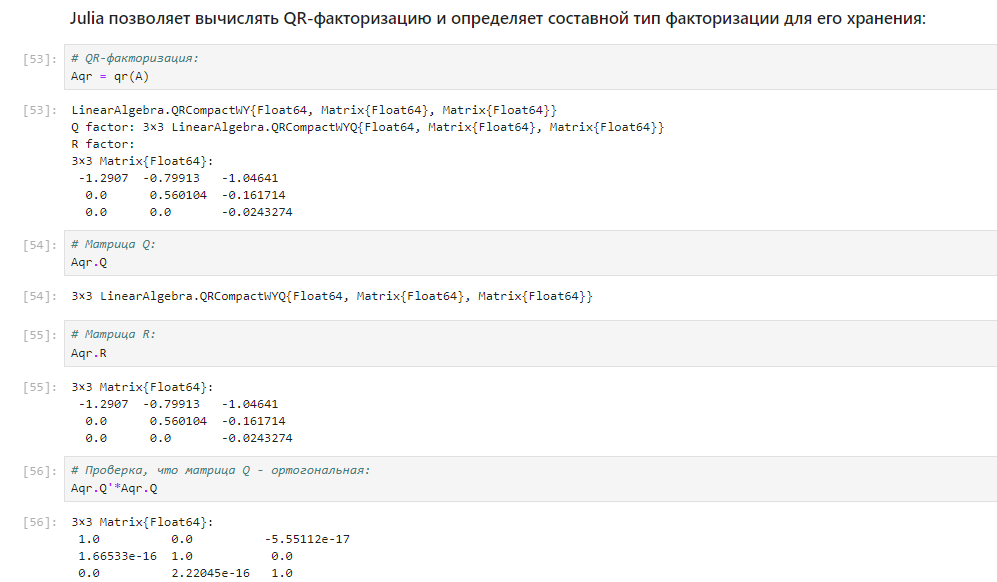 Julia позволяет вычислять QR-факторизацию и определяет составной тип факторизации для его хранения:
[53]: # QR-факторизация:
Aqr = qr(A)
[53]: LinearAlgebra.QRCompactWY{Float64, Matrix{Float64}, Matrix{Float64}}
Q factor: 3×3 LinearAlgebra.QRCompactWYQ{Float64, Matrix{Float64}, Matrix{Float64}}
R factor:
3×3 Matrix{Float64}:
 -1.2907  -0.79913   -1.04641
  0.0      0.560104  -0.161714
  0.0      0.0       -0.0243274
[54]: # Матрица Q:
Aqr.Q
[54]: 3×3 LinearAlgebra.QRCompactWYQ{Float64, Matrix{Float64}, Matrix{Float64}}
[55]: # Матрица R:
Aqr.R
[55]: 3×3 Matrix{Float64}:
 -1.2907  -0.79913   -1.04641
  0.0      0.560104  -0.161714
  0.0      0.0       -0.0243274
[56]: # Проверка, что матрица Q - ортогональная:
Aqr.Q'*Aqr.Q
[56]: 3×3 Matrix{Float64}:
 1.0          0.0          -5.55112e-17
 1.66533e-16  1.0           0.0
 0.0          2.22045e-16   1.0